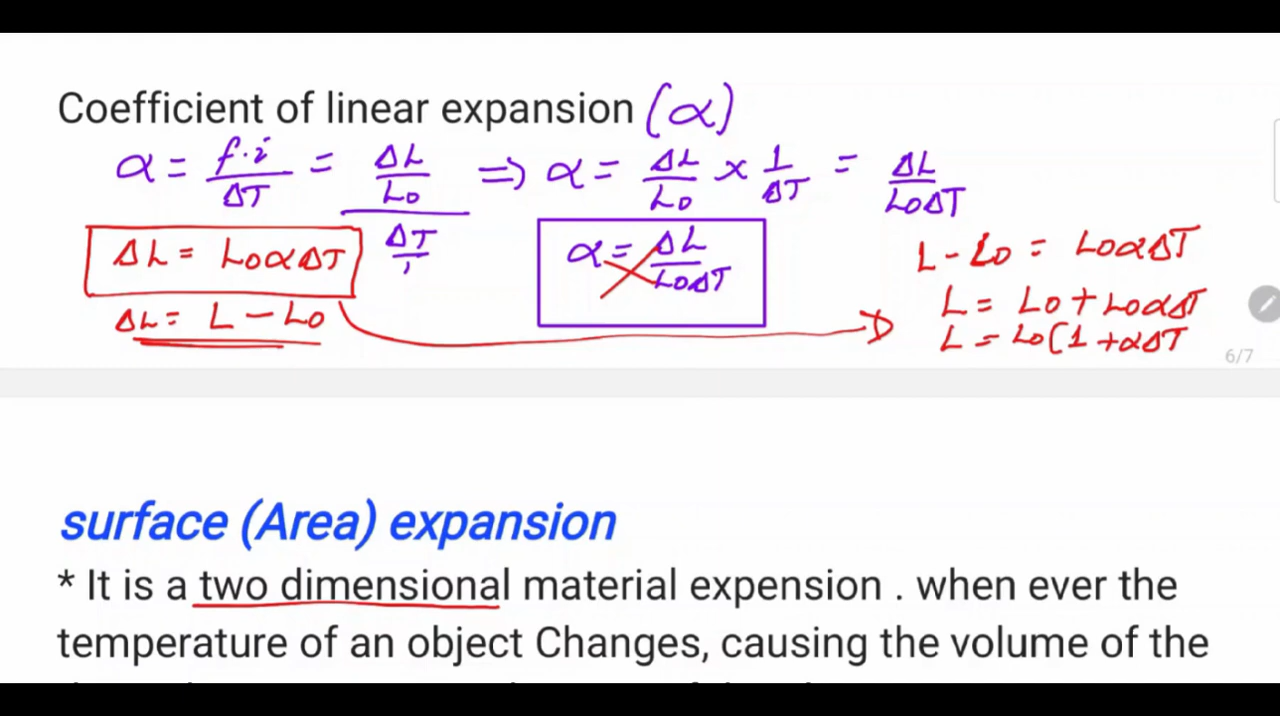 Coefficient of linear expansion (α)
α = f.i/ΔT = ΔL/Lo / ΔT/1 => α = ΔL/Lo × 1/ΔT = ΔL/LoΔT
ΔL = LoαΔT
α = ΔL/LoΔT
L - Lo = LoαΔT
ΔL = L - Lo
L = Lo + LoαΔT
L = Lo(1 + αΔT
6/7
surface (Area) expansion
* It is a two dimensional material expension . when ever the
temperature of an object Changes, causing the volume of the